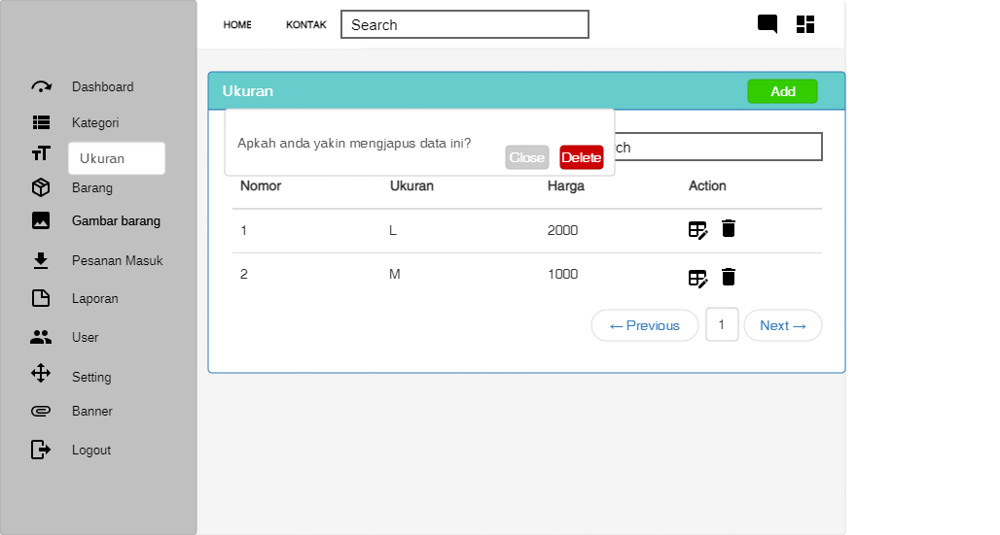 HOME KONTAK Search
Dashboard
Kategori
Ukuran
Barang
Gambar barang
Pesanan Masuk
Laporan
User
Setting
Banner
Logout
Ukuran Add
Apkah anda yakin mengjapus data ini?
Close Delete
ch
Nomor Ukuran Harga Action
1 L 2000
2 M 1000
← Previous 1 Next →